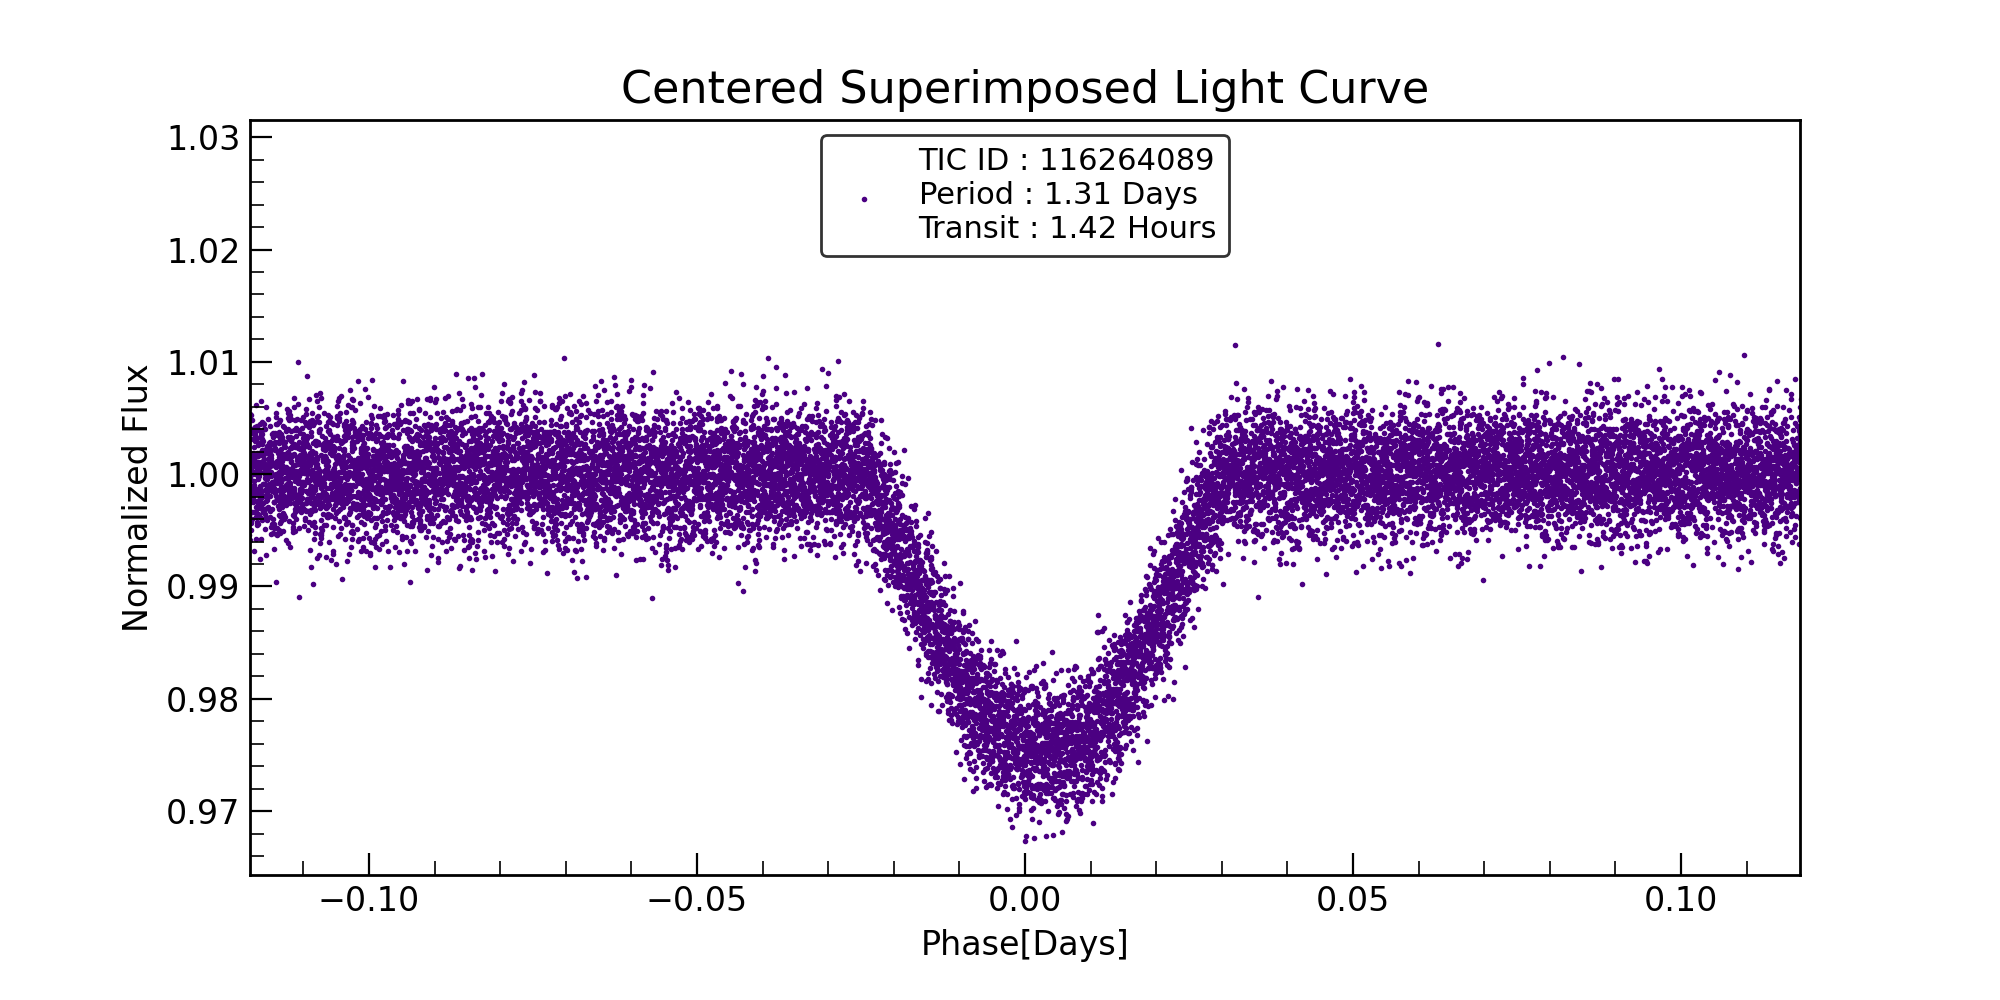 Centered Superimposed Light Curve
TIC ID : 116264089
Period : 1.31 Days
Transit : 1.42 Hours
Normalized Flux
1.03
1.02
1.01
1.00
0.99
0.98
0.97
−0.10
−0.05
0.00
0.05
0.10
Phase[Days]